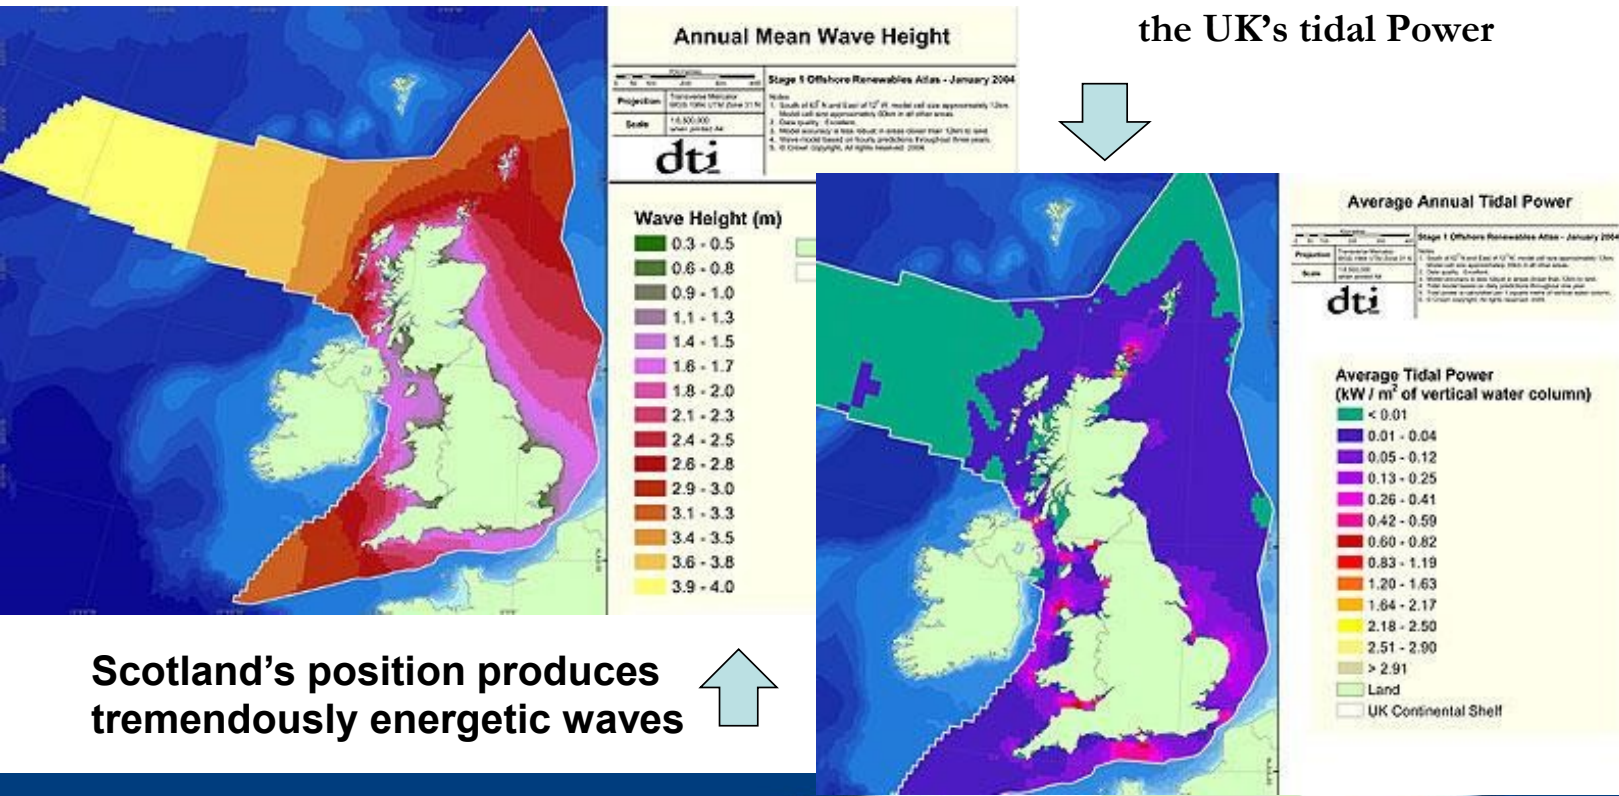 the UK's tidal Power
Annual Mean Wave Height
Stage 1 Offshore Renewables Atlas - January 2004
Projection
Scale
dti
Wave Height (m)
0.3 - 0.5
0.6 - 0.8
0.9 - 1.0
1.1 - 1.3
1.4 - 1.5
1.6 - 1.7
1.8 - 2.0
2.1 - 2.3
2.4 - 2.5
2.6 - 2.8
2.9 - 3.0
3.1 - 3.3
3.4 - 3.5
3.6 - 3.8
3.9 - 4.0
Scotland's position produces
tremendously energetic waves
Average Annual Tidal Power
Stage 1 Offshore Renewables Atlas - January 2004
Projection
Scale
dti
Average Tidal Power
(kW / m² of vertical water column)
< 0.01
0.01 - 0.04
0.05 - 0.12
0.13 - 0.25
0.26 - 0.41
0.42 - 0.59
0.60 - 0.82
0.83 - 1.19
1.20 - 1.63
1.64 - 2.17
2.18 - 2.50
2.51 - 2.90
> 2.91
Land
UK Continental Shelf